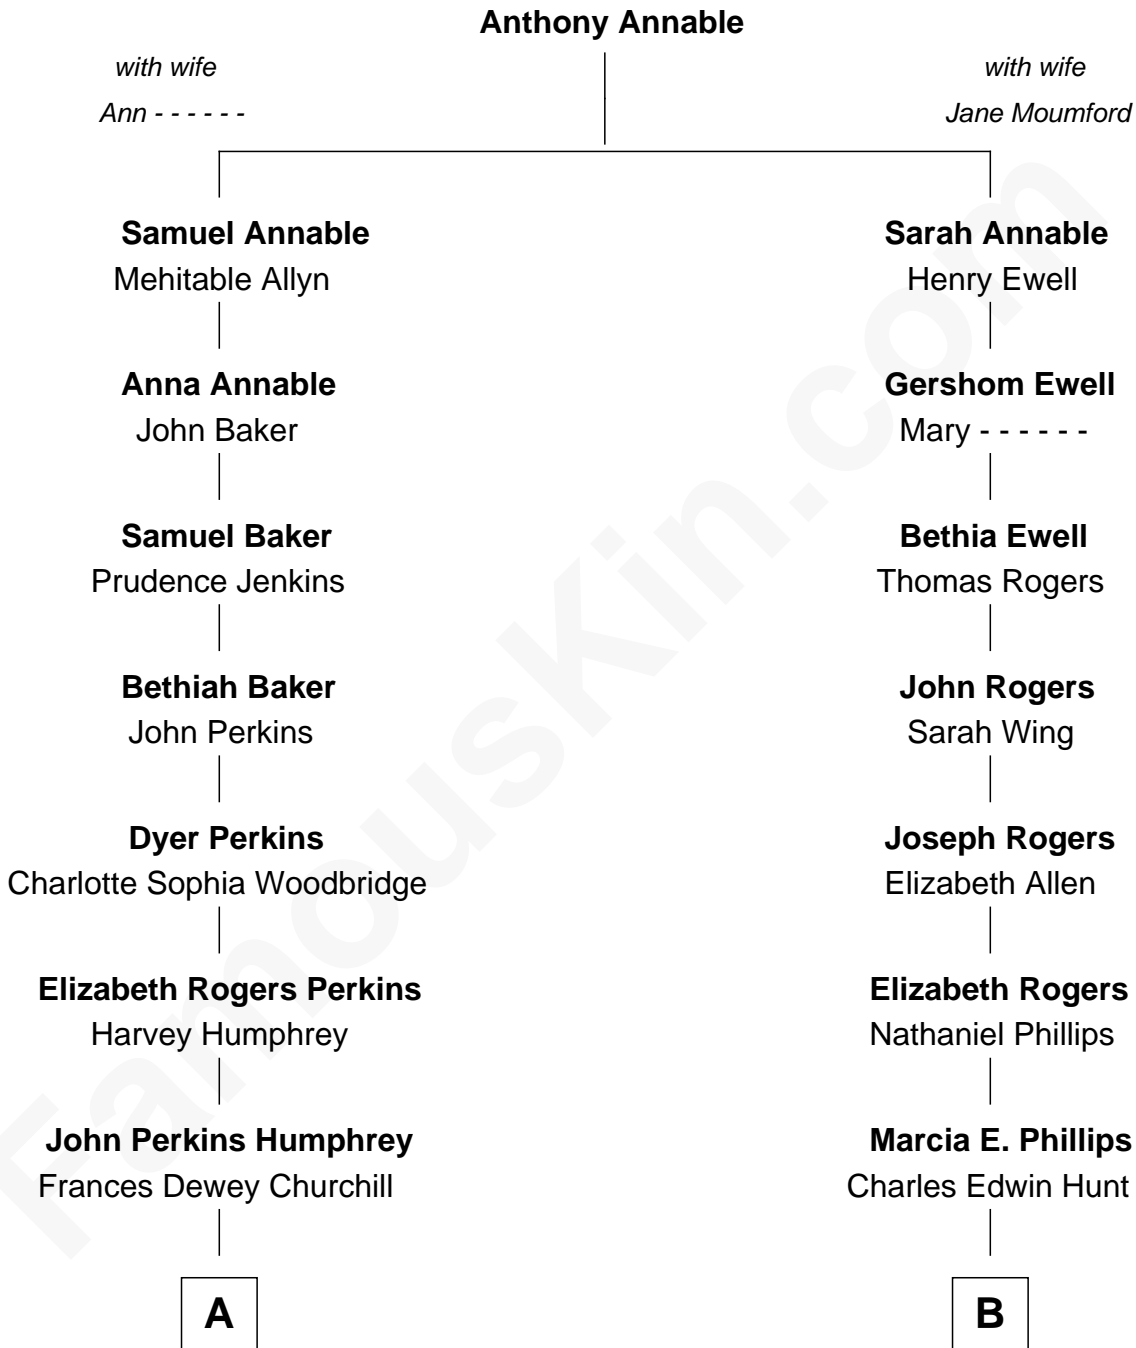 Anthony Annable
with wife
Ann - - - - - -
with wife
Jane Moumford
Samuel Annable
Mehitable Allyn
Sarah Annable
Henry Ewell
Anna Annable
John Baker
Gershom Ewell
Mary - - - - - -
Samuel Baker
Prudence Jenkins
Bethia Ewell
Thomas Rogers
Bethiah Baker
John Perkins
John Rogers
Sarah Wing
Dyer Perkins
Charlotte Sophia Woodbridge
Joseph Rogers
Elizabeth Allen
Elizabeth Rogers Perkins
Harvey Humphrey
Elizabeth Rogers
Nathaniel Phillips
John Perkins Humphrey
Frances Dewey Churchill
Marcia E. Phillips
Charles Edwin Hunt
A
B
FamousKin.com